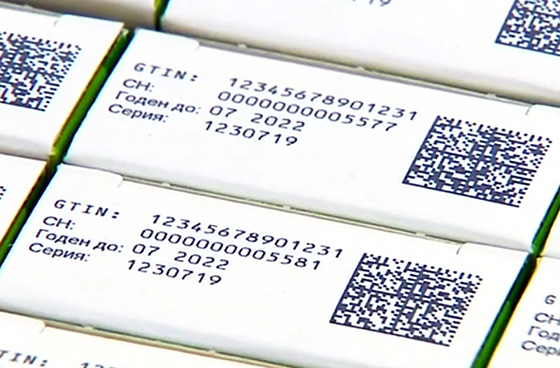 GTIN: 12345678901231
СН: 0000000005577
Годен до: 07 2022
Серия: 1230719
GTIN: 12345678901231
СН: 0000000005581
Годен до: 07 2022
Серия: 1230719